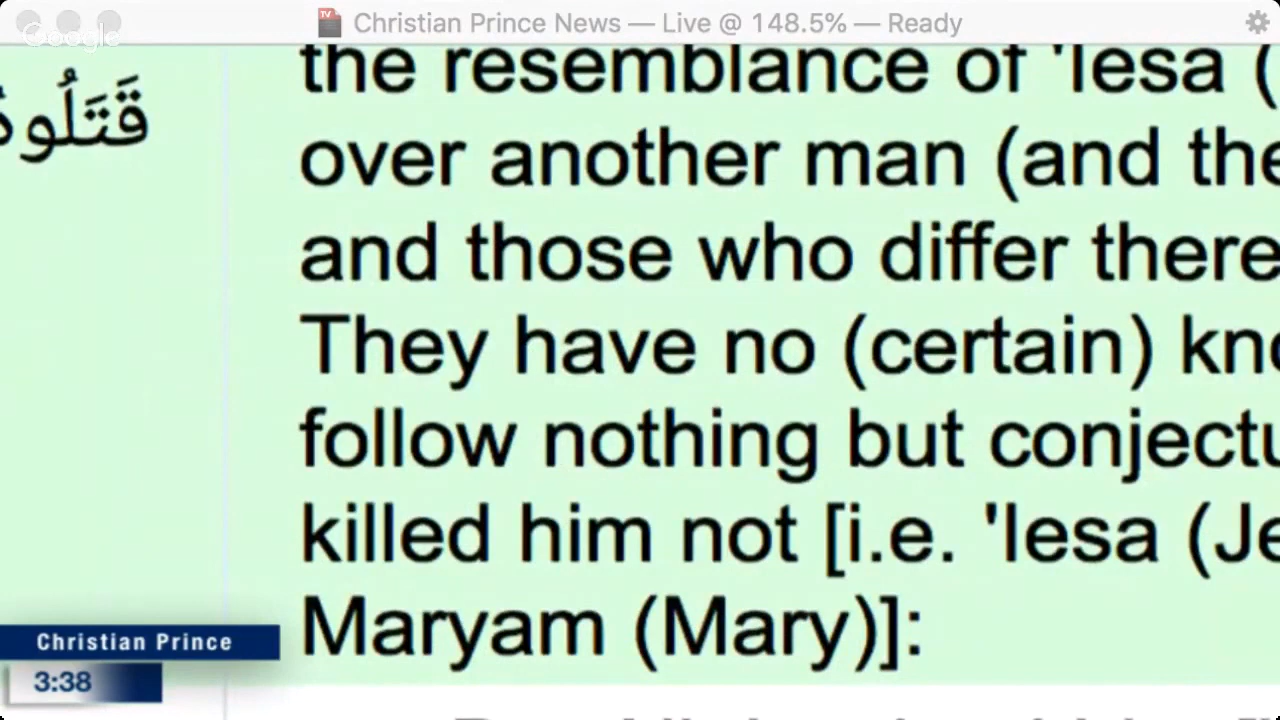 Christian Prince News — Live @ 148.5% — Ready
Google
the resemblance of 'Iesa (
قَتَلُوهُ
over another man (and the
and those who differ there
They have no (certain) kno
follow nothing but conjectu
killed him not [i.e. 'Iesa (Je
Maryam (Mary)]:
Christian Prince
3:38